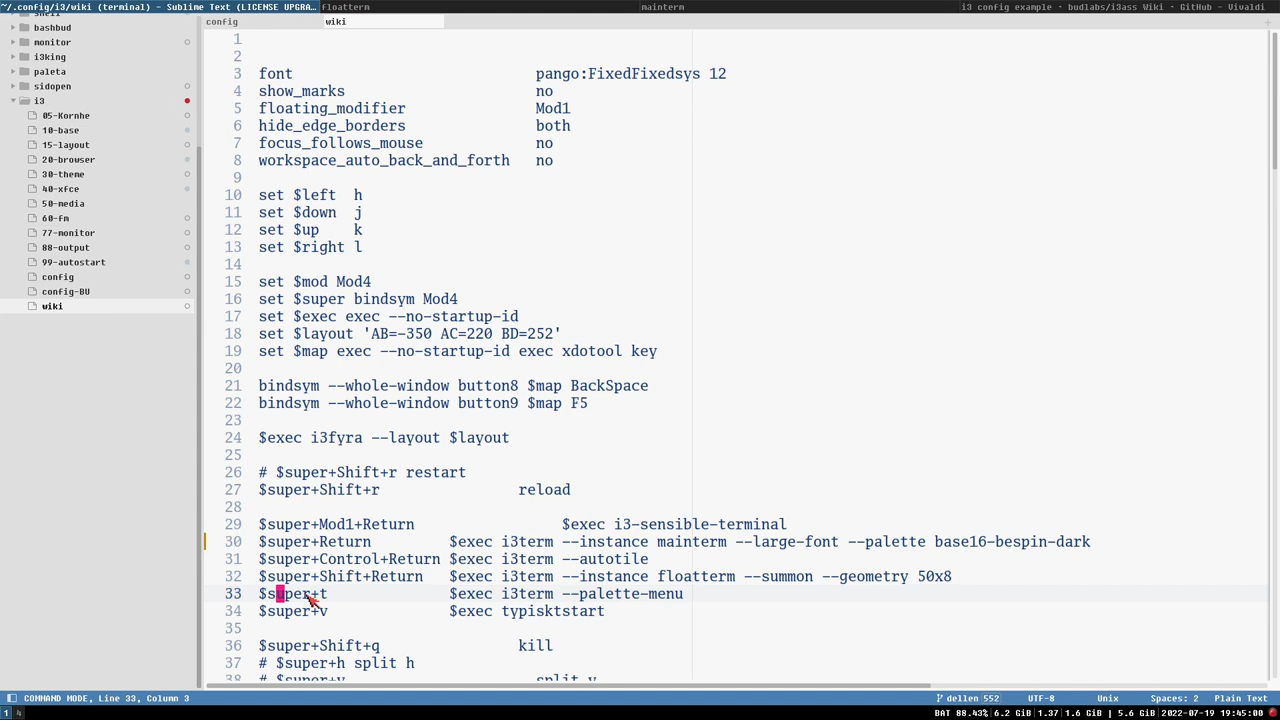 ~/.config/i3/wiki (terminal) - Sublime Text (LICENSE UPGRA…
floatterm
mainterm
i3 config example · budlabs/i3ass Wiki · GitHub - Vivaldi
bashbud
monitor
i3king
paleta
sidopen
i3
05-Kornhe
10-base
15-layout
20-browser
30-theme
40-xfce
50-media
60-fm
77-monitor
88-output
99-autostart
config
config-BU
wiki
config
wiki
1
2
3 font pango:FixedFixedsys 12
4 show_marks no
5 floating_modifier Mod1
6 hide_edge_borders both
7 focus_follows_mouse no
8 workspace_auto_back_and_forth no
9
10 set $left h
11 set $down j
12 set $up k
13 set $right l
14
15 set $mod Mod4
16 set $super bindsym Mod4
17 set $exec exec --no-startup-id
18 set $layout 'AB=-350 AC=220 BD=252'
19 set $map exec --no-startup-id exec xdotool key
20
21 bindsym --whole-window button8 $map BackSpace
22 bindsym --whole-window button9 $map F5
23
24 $exec i3fyra --layout $layout
25
26 # $super+Shift+r restart
27 $super+Shift+r reload
28
29 $super+Mod1+Return $exec i3-sensible-terminal
30 $super+Return $exec i3term --instance mainterm --large-font --palette base16-bespin-dark
31 $super+Control+Return $exec i3term --autotile
32 $super+Shift+Return $exec i3term --instance floatterm --summon --geometry 50x8
33 $super+t $exec i3term --palette-menu
34 $super+v $exec typisktstart
35
36 $super+Shift+q kill
37 # $super+h split h
38 # $super+v split v
COMMAND MODE, Line 33, Column 3
dellen 552
UTF-8
Unix
Spaces: 2
Plain Text
1 4
BAT 88.43% | 6.2 GiB | 1.37 | 1.6 GiB | 5.6 GiB | 2022-07-19 19:45:00